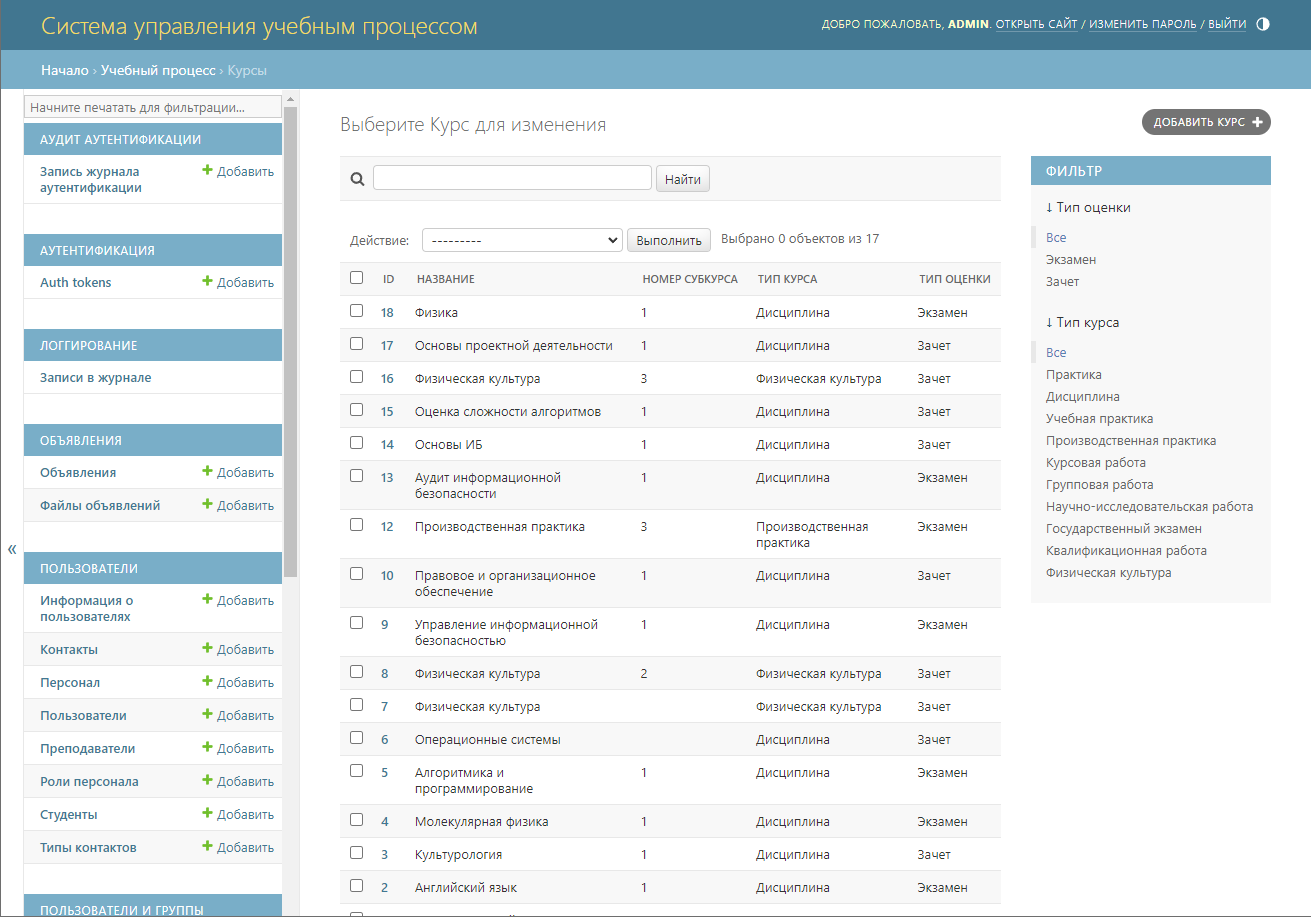 Система управления учебным процессом
ДОБРО ПОЖАЛОВАТЬ, ADMIN. ОТКРЫТЬ САЙТ / ИЗМЕНИТЬ ПАРОЛЬ / ВЫЙТИ
Начало › Учебный процесс › Курсы
Начните печатать для фильтрации...
АУДИТ АУТЕНТИФИКАЦИИ
Запись журнала
аутентификации
Добавить
АУТЕНТИФИКАЦИЯ
Auth tokens Добавить
ЛОГГИРОВАНИЕ
Записи в журнале
ОБЪЯВЛЕНИЯ
Объявления Добавить
Файлы объявлений Добавить
«
ПОЛЬЗОВАТЕЛИ
Информация о
пользователях
Добавить
Контакты Добавить
Персонал Добавить
Пользователи Добавить
Преподаватели Добавить
Роли персонала Добавить
Студенты Добавить
Типы контактов Добавить
ПОЛЬЗОВАТЕЛИ И ГРУППЫ
Выберите Курс для изменения
ДОБАВИТЬ КУРС +
Найти
Действие: --------- Выполнить Выбрано 0 объектов из 17
ID НАЗВАНИЕ НОМЕР СУБКУРСА ТИП КУРСА ТИП ОЦЕНКИ
18 Физика 1 Дисциплина Экзамен
17 Основы проектной деятельности 1 Дисциплина Зачет
16 Физическая культура 3 Физическая культура Зачет
15 Оценка сложности алгоритмов 1 Дисциплина Зачет
14 Основы ИБ 1 Дисциплина Зачет
13 Аудит информационной
безопасности
1 Дисциплина Экзамен
12 Производственная практика 3 Производственная
практика
Экзамен
10 Правовое и организационное
обеспечение
1 Дисциплина Зачет
9 Управление информационной
безопасностью
1 Дисциплина Экзамен
8 Физическая культура 2 Физическая культура Зачет
7 Физическая культура Физическая культура Зачет
6 Операционные системы Дисциплина Зачет
5 Алгоритмика и
программирование
1 Дисциплина Экзамен
4 Молекулярная физика 1 Дисциплина Экзамен
3 Культурология 1 Дисциплина Зачет
2 Английский язык 1 Дисциплина Экзамен
ФИЛЬТР
↓ Тип оценки
Все
Экзамен
Зачет
↓ Тип курса
Все
Практика
Дисциплина
Учебная практика
Производственная практика
Курсовая работа
Групповая работа
Научно-исследовательская работа
Государственный экзамен
Квалификационная работа
Физическая культура